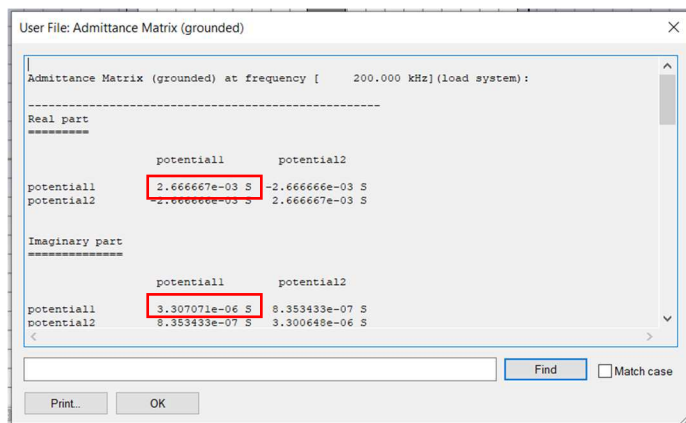 User File: Admittance Matrix (grounded)
Admittance Matrix (grounded) at frequency [ 200.000 kHz](load system):
----------------------------------------------------
Real part
=========
potential1 potential2
potential1 2.666667e-03 S -2.666666e-03 S
potential2 -2.666666e-03 S 2.666667e-03 S
Imaginary part
==============
potential1 potential2
potential1 3.307071e-06 S 8.353433e-07 S
potential2 8.353433e-07 S 3.300648e-06 S
Find
Match case
Print...
OK